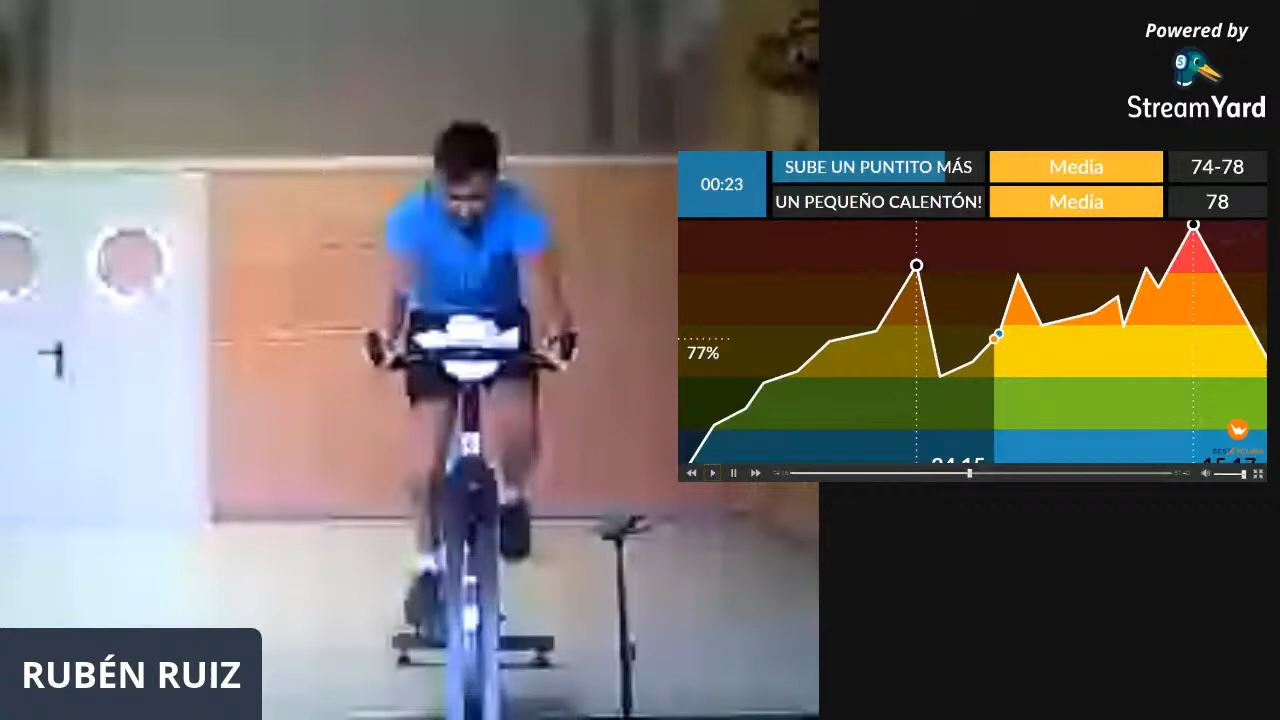 Powered by
StreamYard
00:23
SUBE UN PUNTITO MÁS
Media
74-78
UN PEQUEÑO CALENTÓN!
Media
78
77%
RUBÉN RUIZ